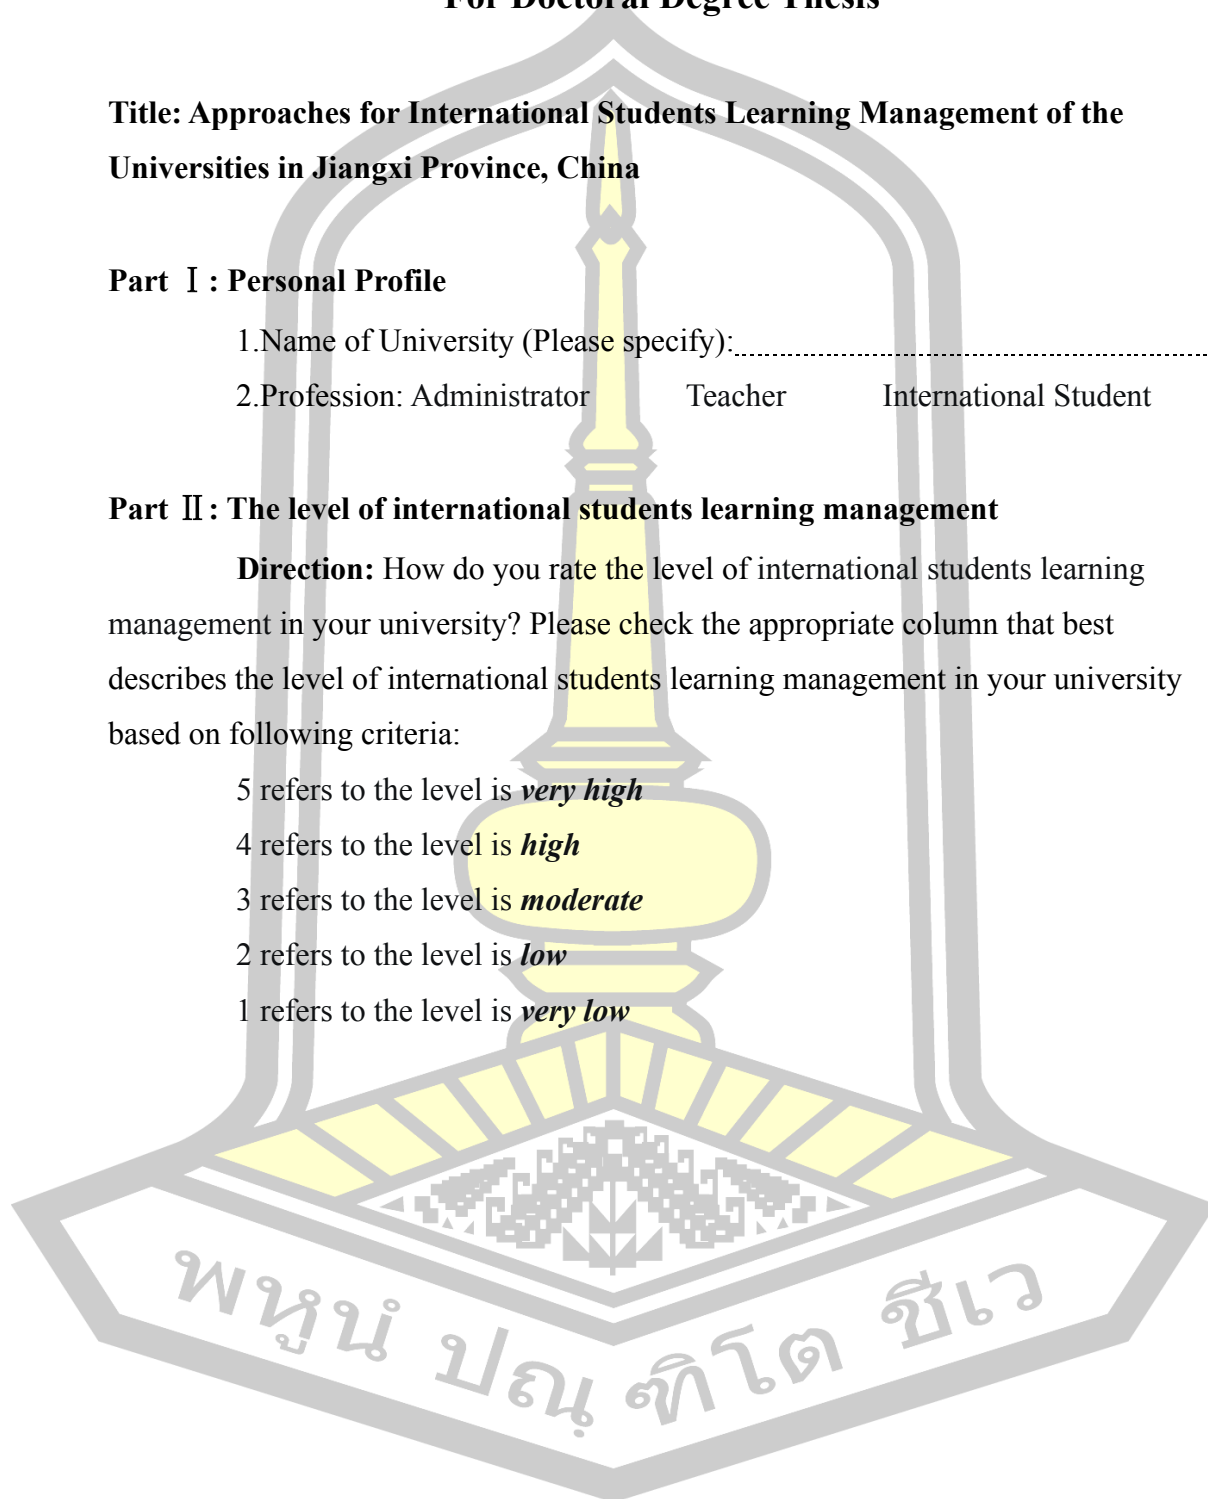 For Doctoral Degree Thesis
Title: Approaches for International Students Learning Management of the
Universities in Jiangxi Province, China
Part Ⅰ: Personal Profile
1.Name of University (Please specify):
2.Profession: Administrator Teacher International Student
Part Ⅱ: The level of international students learning management
Direction: How do you rate the level of international students learning
management in your university? Please check the appropriate column that best
describes the level of international students learning management in your university
based on following criteria:
5 refers to the level is very high
4 refers to the level is high
3 refers to the level is moderate
2 refers to the level is low
1 refers to the level is very low
พหูนํ ปณฺฑิโต ชีเว